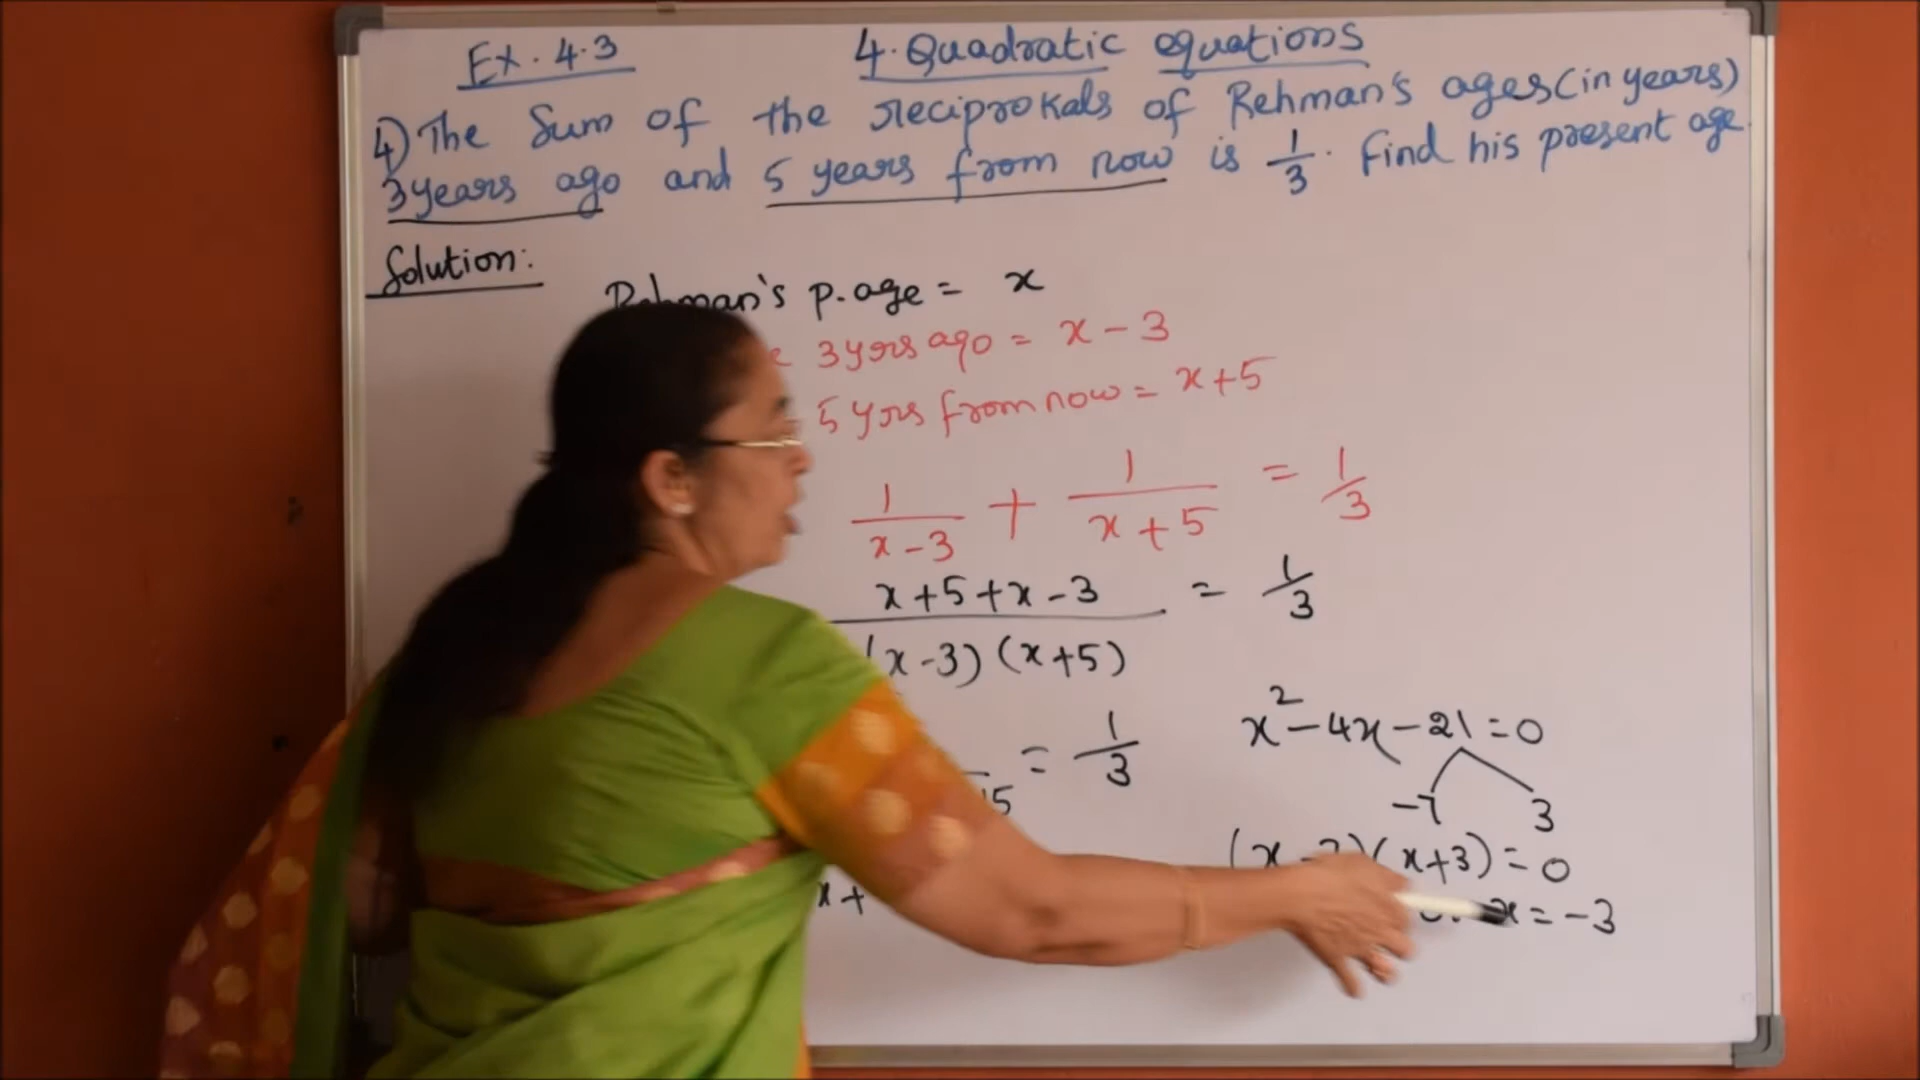 Ex. 4.3
4. Quadratic equations
4) The Sum of the reciprokals of Rehman's ages (in years)
3 years ago and 5 years from now is 1/3. Find his present age.
Solution:
Rehman's p. age = x
3 yrs ago = x - 3
5 yrs from now = x + 5
1/(x - 3) + 1/(x + 5) = 1/3
x + 5 + x - 3 / (x - 3) (x + 5) = 1/3
15 = 1/3
x +
x² - 4x - 21 = 0
-7 3
(x - 7) (x + 3) = 0
x = -3